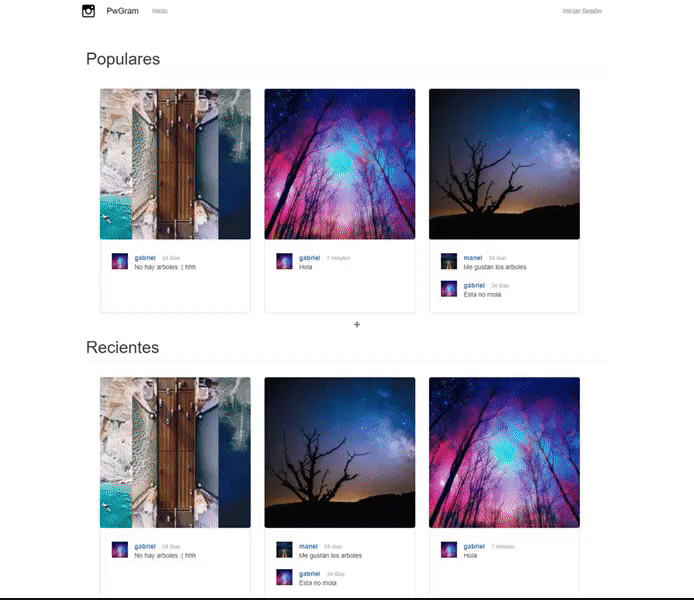 PwGram Inicio Iniciar Sesión
Populares
gabriel 34 días
No hay arboles :( hhh
gabriel 7 minutos
Hola
manel 34 días
Me gustan los arboles
gabriel 34 días
Esta no mola
Recientes
gabriel 34 días
No hay arboles :( hhh
manel 34 días
Me gustan los arboles
gabriel 34 días
Esta no mola
gabriel 7 minutos
Hola